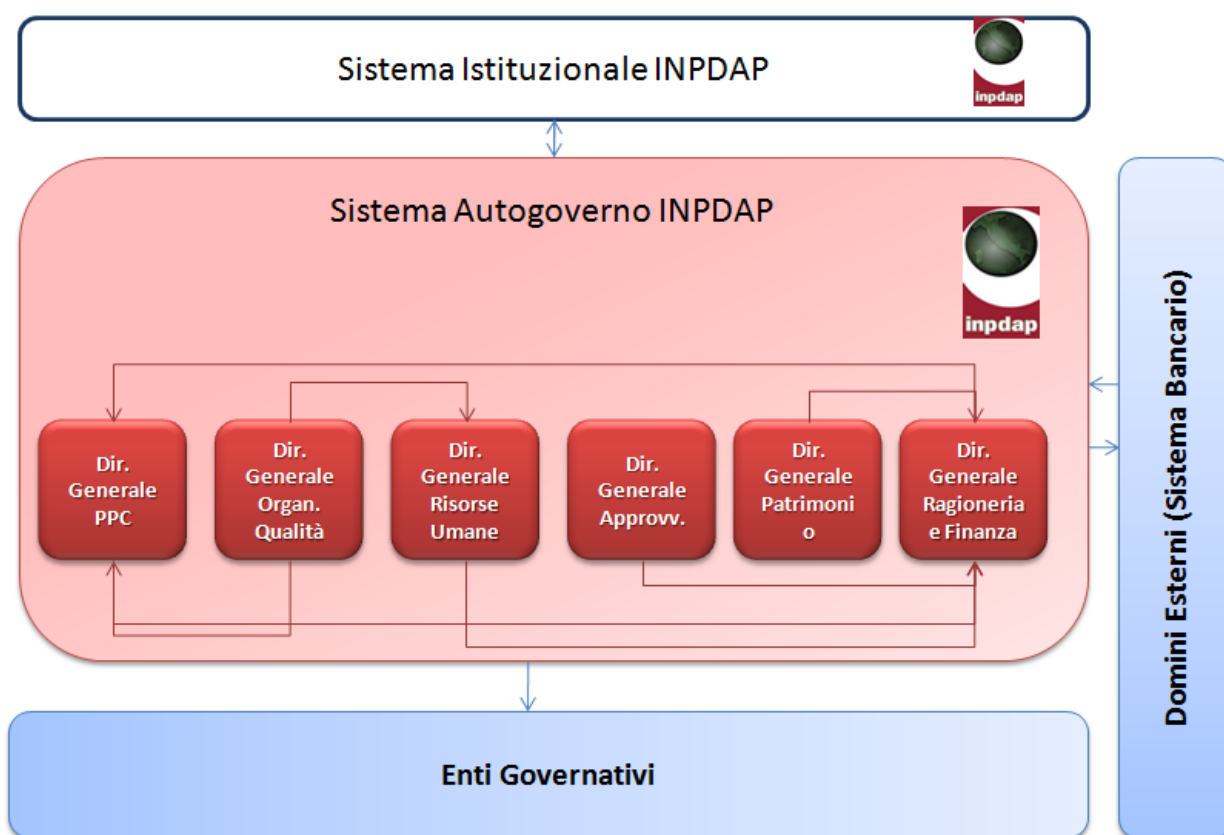 Sistema Istituzionale INPDAP
inpdap
Sistema Autogoverno INPDAP
inpdap
Dir.
Generale
PPC
Dir.
Generale
Organ.
Qualità
Dir.
Generale
Risorse
Umane
Dir.
Generale
Approvv.
Dir.
Generale
Patrimoni
o
Dir.
Generale
Ragioneria
e Finanza
Domini Esterni (Sistema Bancario)
Enti Governativi